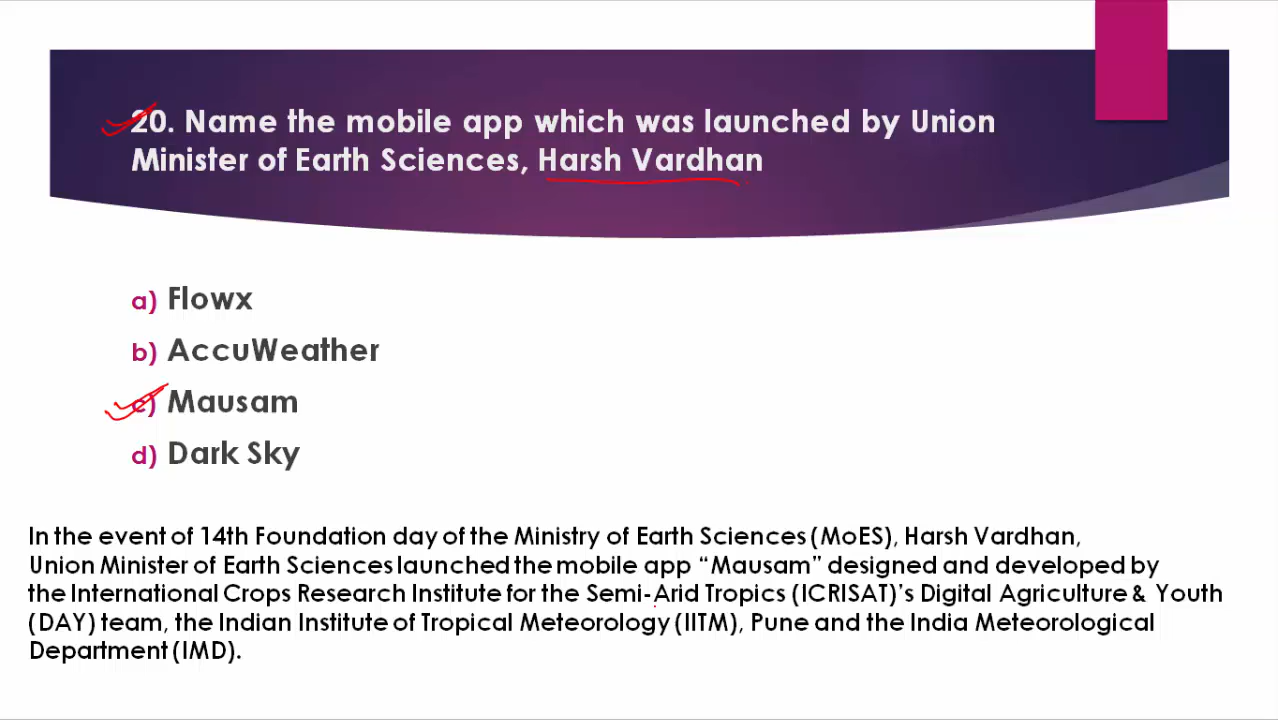 20. Name the mobile app which was launched by Union
Minister of Earth Sciences, Harsh Vardhan
a) Flowx
b) AccuWeather
c) Mausam
d) Dark Sky
In the event of 14th Foundation day of the Ministry of Earth Sciences (MoES), Harsh Vardhan,
Union Minister of Earth Sciences launched the mobile app “Mausam” designed and developed by
the International Crops Research Institute for the Semi-Arid Tropics (ICRISAT)’s Digital Agriculture & Youth
(DAY) team, the Indian Institute of Tropical Meteorology (IITM), Pune and the India Meteorological
Department (IMD).